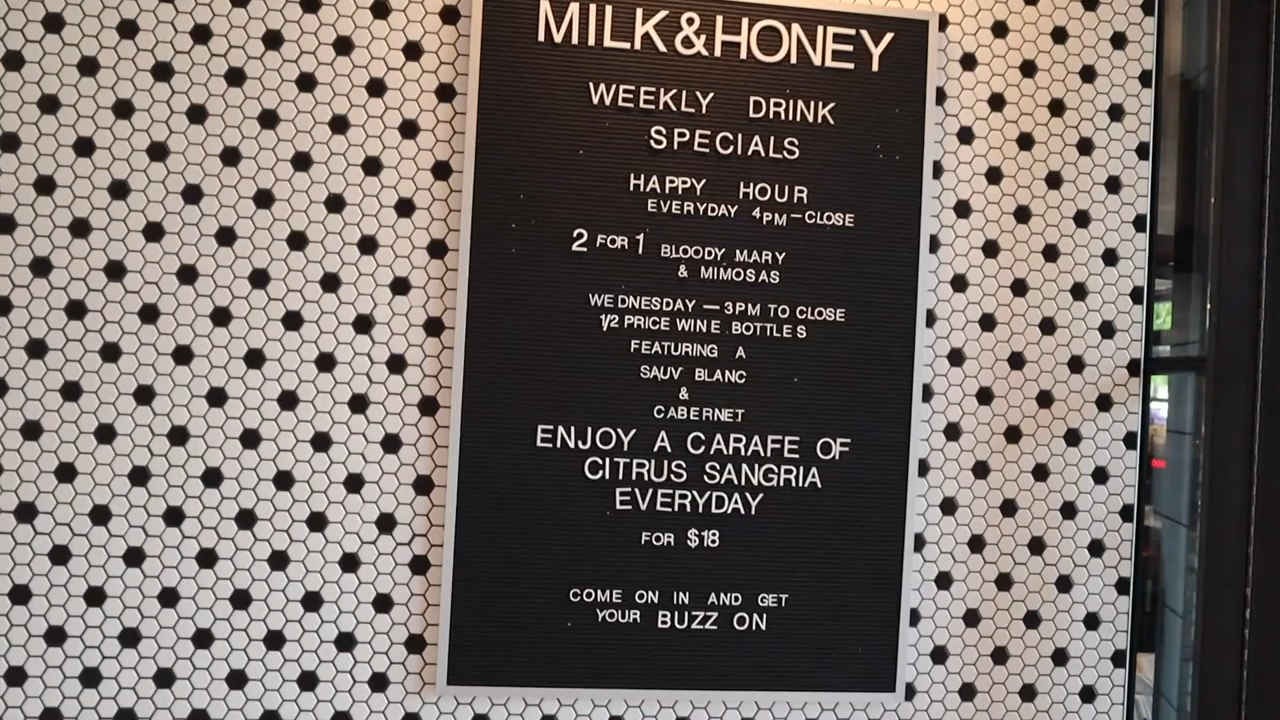 MILK&HONEY
WEEKLY DRINK
SPECIALS
HAPPY HOUR
EVERYDAY 4PM-CLOSE
2 FOR 1 BLOODY MARY
& MIMOSAS
WEDNESDAY — 3PM TO CLOSE
1/2 PRICE WINE BOTTLES
FEATURING A
SAUV BLANC
&
CABERNET
ENJOY A CARAFE OF
CITRUS SANGRIA
EVERYDAY
FOR $18
COME ON IN AND GET
YOUR BUZZ ON